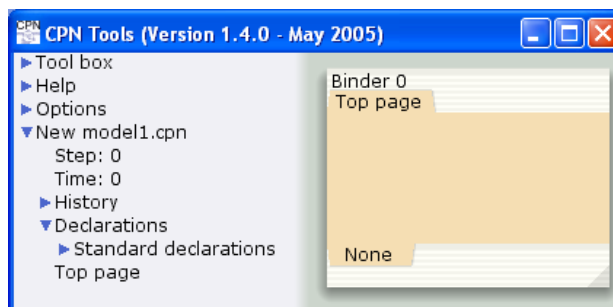 CPN Tools (Version 1.4.0 - May 2005)
Tool box
Help
Options
New model1.cpn
Step: 0
Time: 0
History
Declarations
Standard declarations
Top page
Binder 0
Top page
None